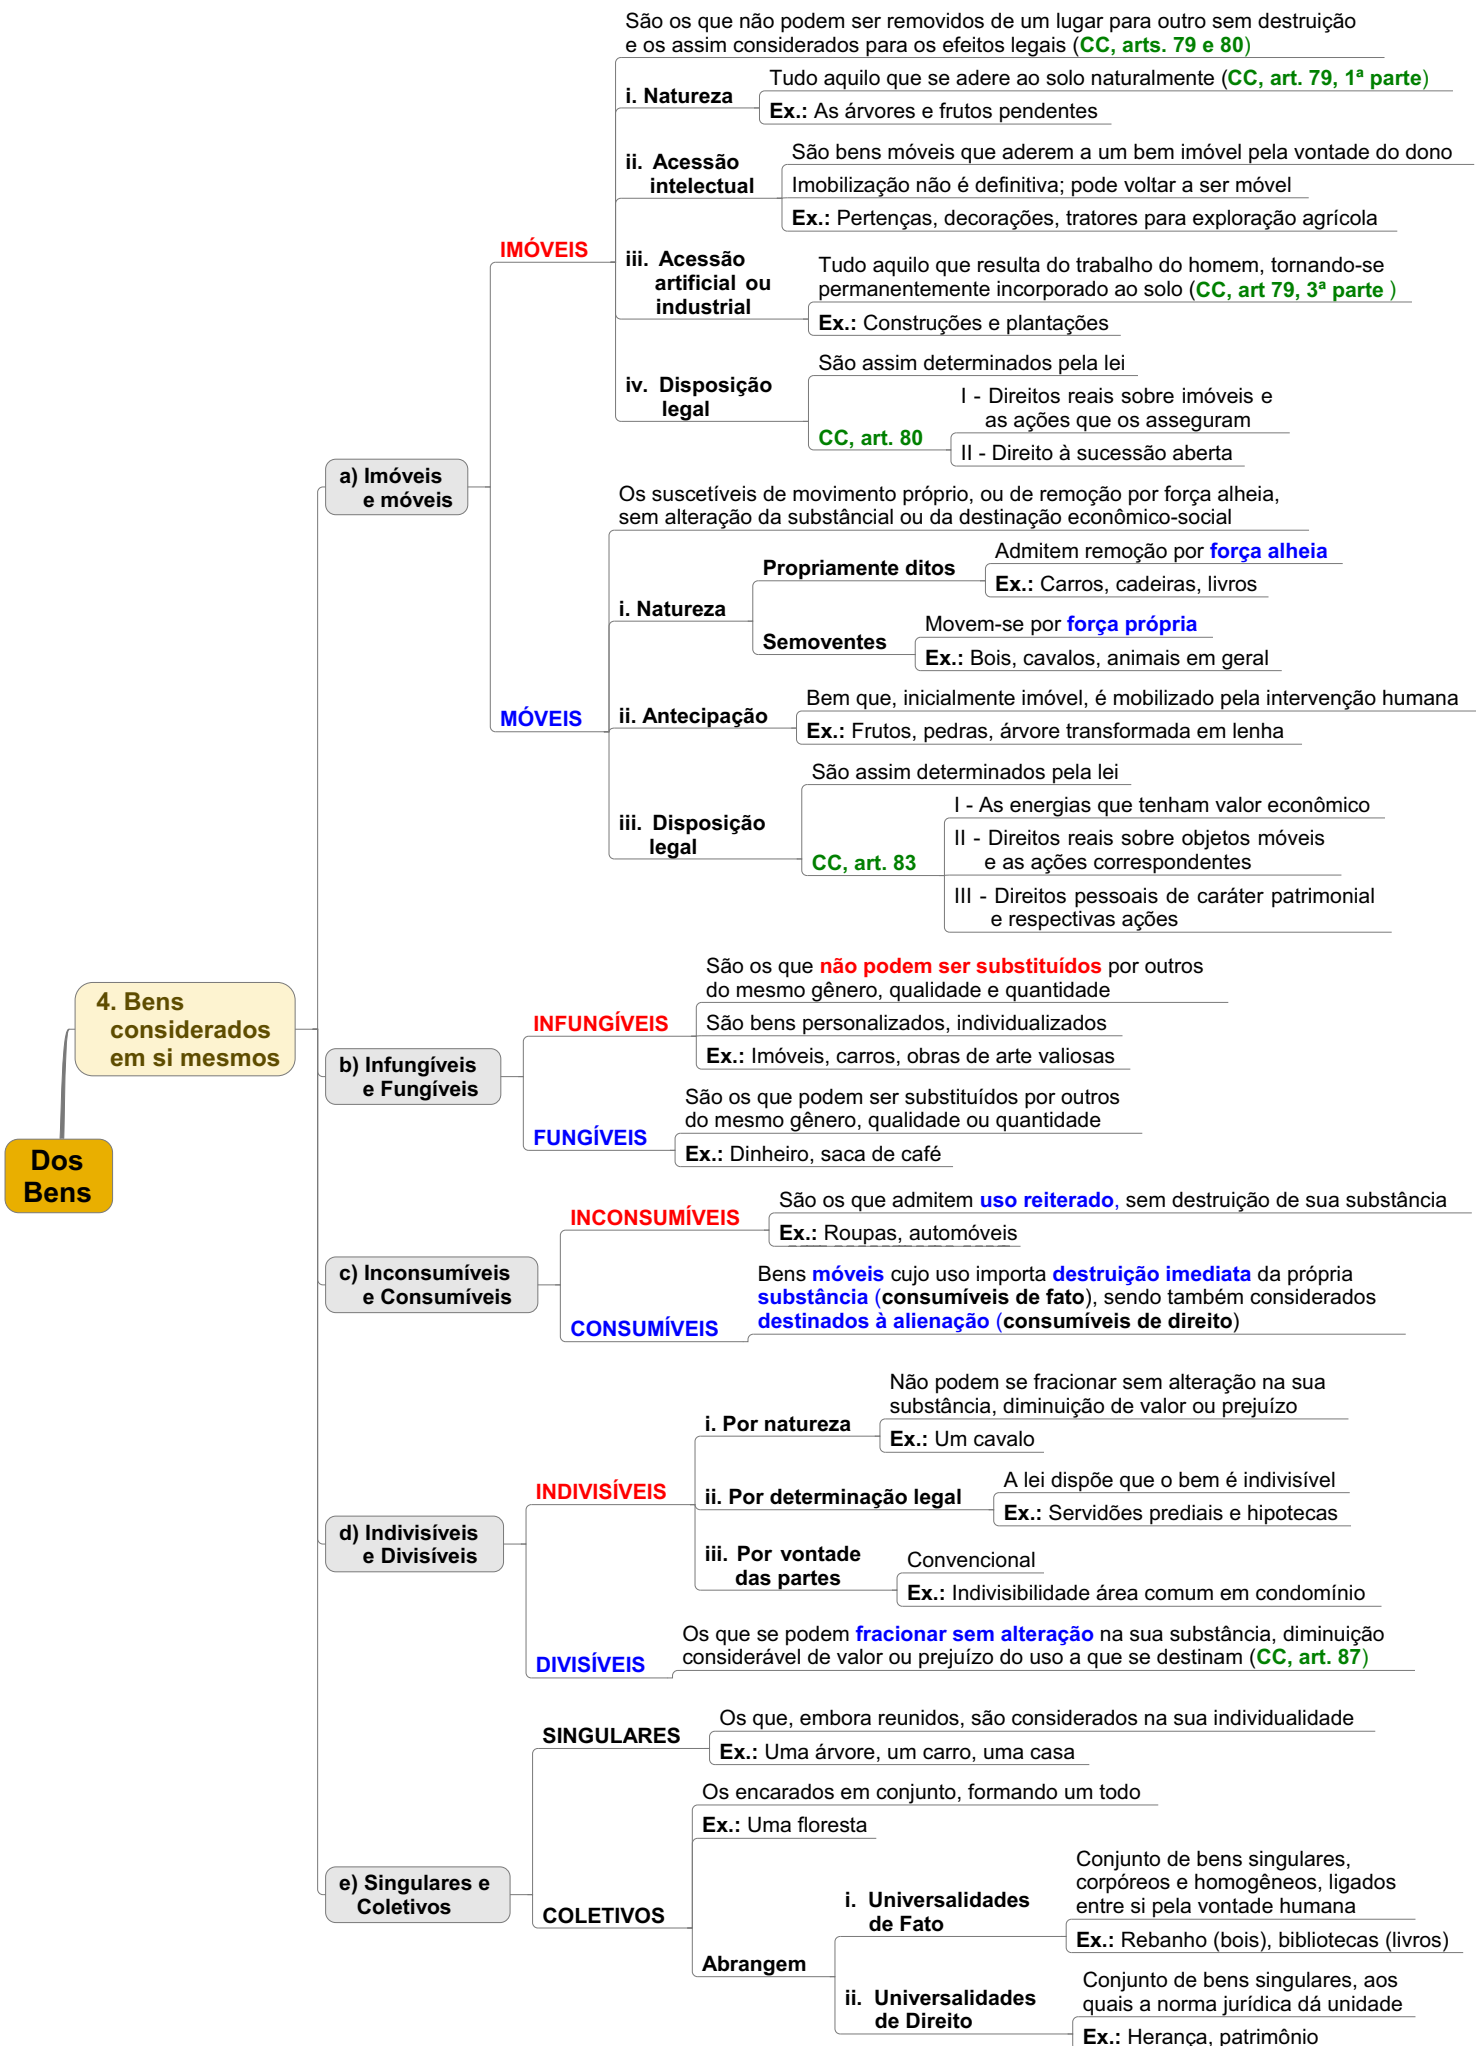 Dos
Bens
4. Bens
considerados
em si mesmos
a) Imóveis
e móveis
IMÓVEIS
São os que não podem ser removidos de um lugar para outro sem destruição
e os assim considerados para os efeitos legais (CC, arts. 79 e 80)
i. Natureza
Tudo aquilo que se adere ao solo naturalmente (CC, art. 79, 1ª parte)
Ex.: As árvores e frutos pendentes
ii. Acessão
intelectual
São bens móveis que aderem a um bem imóvel pela vontade do dono
Imobilização não é definitiva; pode voltar a ser móvel
Ex.: Pertenças, decorações, tratores para exploração agrícola
iii. Acessão
artificial ou
industrial
Tudo aquilo que resulta do trabalho do homem, tornando-se
permanentemente incorporado ao solo (CC, art 79, 3ª parte )
Ex.: Construções e plantações
iv. Disposição
legal
São assim determinados pela lei
CC, art. 80
I - Direitos reais sobre imóveis e
as ações que os asseguram
II - Direito à sucessão aberta
MÓVEIS
Os suscetíveis de movimento próprio, ou de remoção por força alheia,
sem alteração da substâncial ou da destinação econômico-social
i. Natureza
Propriamente ditos
Admitem remoção por força alheia
Ex.: Carros, cadeiras, livros
Semoventes
Movem-se por força própria
Ex.: Bois, cavalos, animais em geral
ii. Antecipação
Bem que, inicialmente imóvel, é mobilizado pela intervenção humana
Ex.: Frutos, pedras, árvore transformada em lenha
iii. Disposição
legal
São assim determinados pela lei
CC, art. 83
I - As energias que tenham valor econômico
II - Direitos reais sobre objetos móveis
e as ações correspondentes
III - Direitos pessoais de caráter patrimonial
e respectivas ações
b) Infungíveis
e Fungíveis
INFUNGÍVEIS
São os que não podem ser substituídos por outros
do mesmo gênero, qualidade e quantidade
São bens personalizados, individualizados
Ex.: Imóveis, carros, obras de arte valiosas
FUNGÍVEIS
São os que podem ser substituídos por outros
do mesmo gênero, qualidade ou quantidade
Ex.: Dinheiro, saca de café
c) Inconsumíveis
e Consumíveis
INCONSUMÍVEIS
São os que admitem uso reiterado, sem destruição de sua substância
Ex.: Roupas, automóveis
CONSUMÍVEIS
Bens móveis cujo uso importa destruição imediata da própria
substância (consumíveis de fato), sendo também considerados
destinados à alienação (consumíveis de direito)
d) Indivisíveis
e Divisíveis
INDIVISÍVEIS
i. Por natureza
Não podem se fracionar sem alteração na sua
substância, diminuição de valor ou prejuízo
Ex.: Um cavalo
ii. Por determinação legal
A lei dispõe que o bem é indivisível
Ex.: Servidões prediais e hipotecas
iii. Por vontade
das partes
Convencional
Ex.: Indivisibilidade área comum em condomínio
DIVISÍVEIS
Os que se podem fracionar sem alteração na sua substância, diminuição
considerável de valor ou prejuízo do uso a que se destinam (CC, art. 87)
e) Singulares e
Coletivos
SINGULARES
Os que, embora reunidos, são considerados na sua individualidade
Ex.: Uma árvore, um carro, uma casa
COLETIVOS
Os encarados em conjunto, formando um todo
Ex.: Uma floresta
Abrangem
i. Universalidades
de Fato
Conjunto de bens singulares,
corpóreos e homogêneos, ligados
entre si pela vontade humana
Ex.: Rebanho (bois), bibliotecas (livros)
ii. Universalidades
de Direito
Conjunto de bens singulares, aos
quais a norma jurídica dá unidade
Ex.: Herança, patrimônio